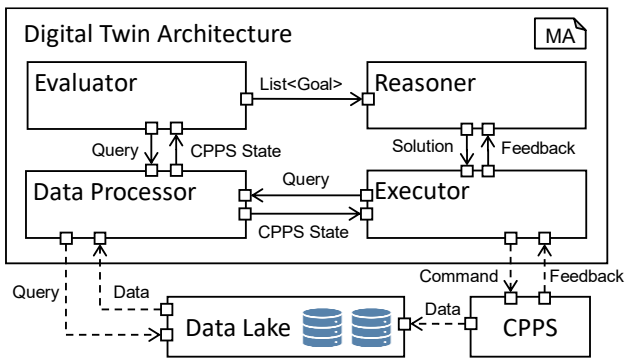 Digital Twin Architecture
MA
Evaluator
List<Goal>
Reasoner
Query
CPPS State
Solution
Feedback
Data Processor
Query
CPPS State
Executor
Query
Data
Command
Feedback
Data Lake
Data
CPPS